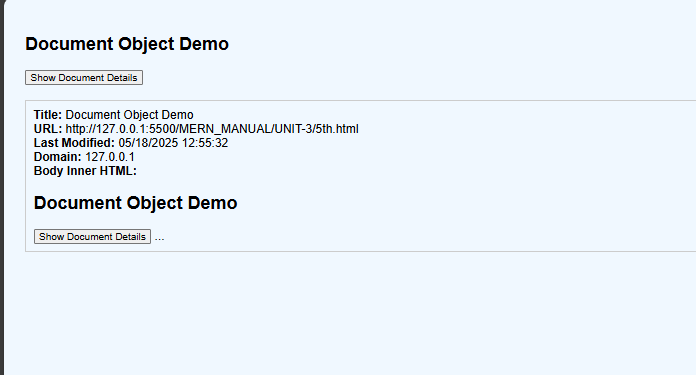 Document Object Demo
Show Document Details
Title: Document Object Demo
URL: http://127.0.0.1:5500/MERN_MANUAL/UNIT-3/5th.html
Last Modified: 05/18/2025 12:55:32
Domain: 127.0.0.1
Body Inner HTML:
Document Object Demo
Show Document Details ...